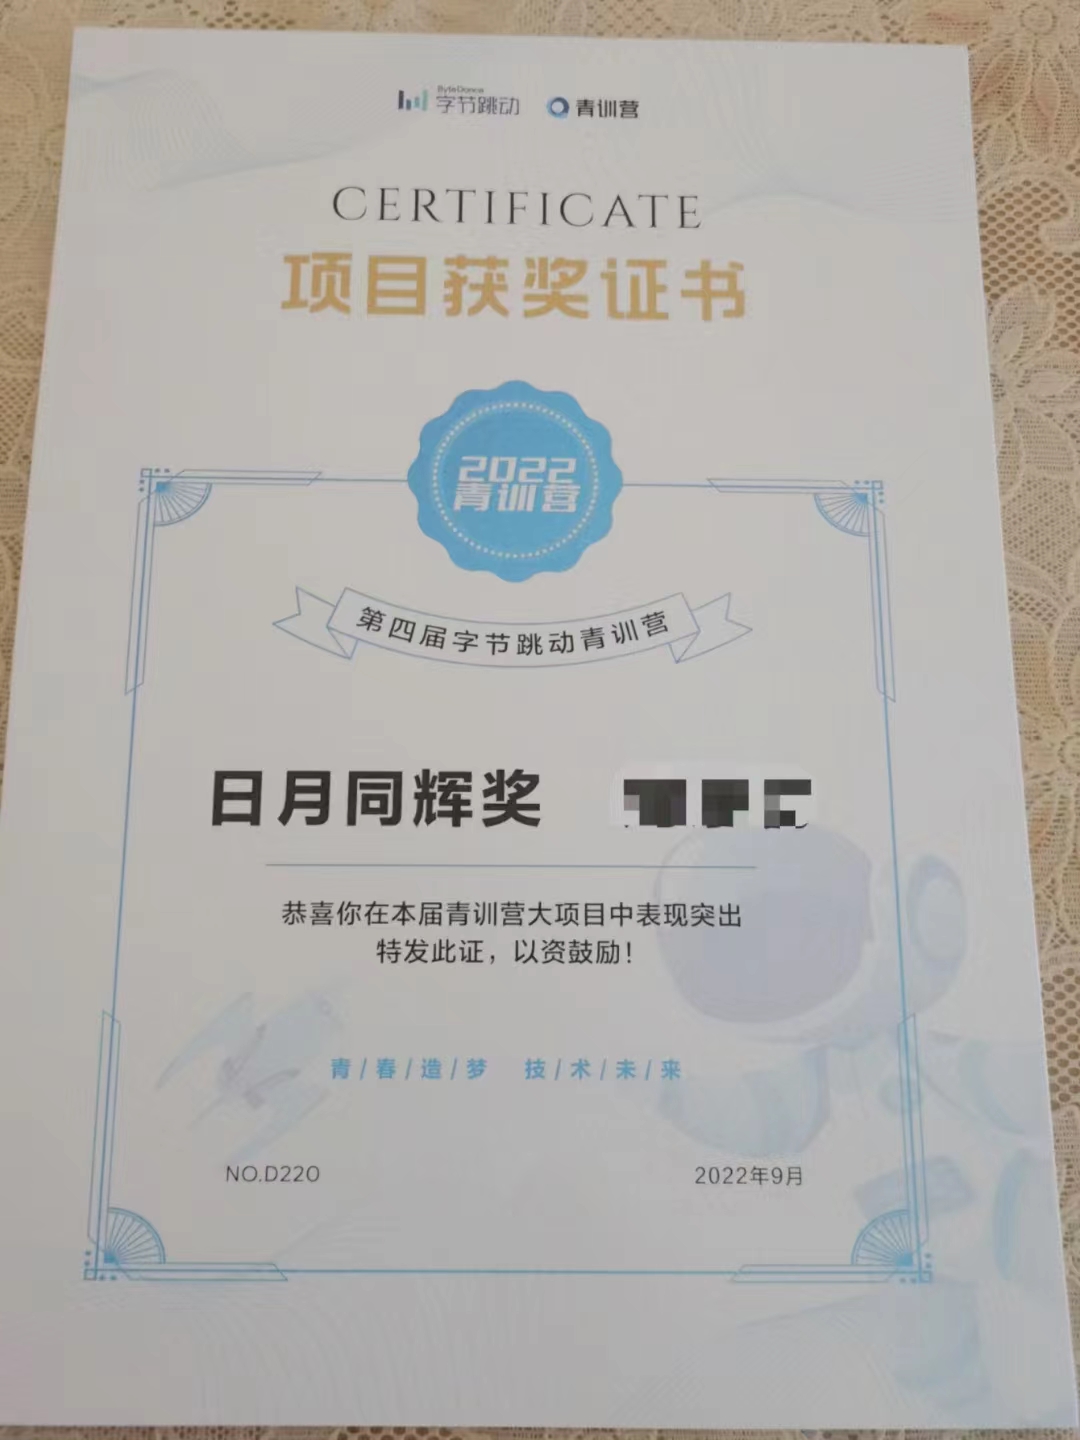 ByteDance
字节跳动 青训营
CERTIFICATE
项目获奖证书
2022
青训营
第四届字节跳动青训营
日月同辉奖
恭喜你在本届青训营大项目中表现突出
特发此证，以资鼓励！
青/春/造/梦 技/术/未/来
NO.D220 2022年9月